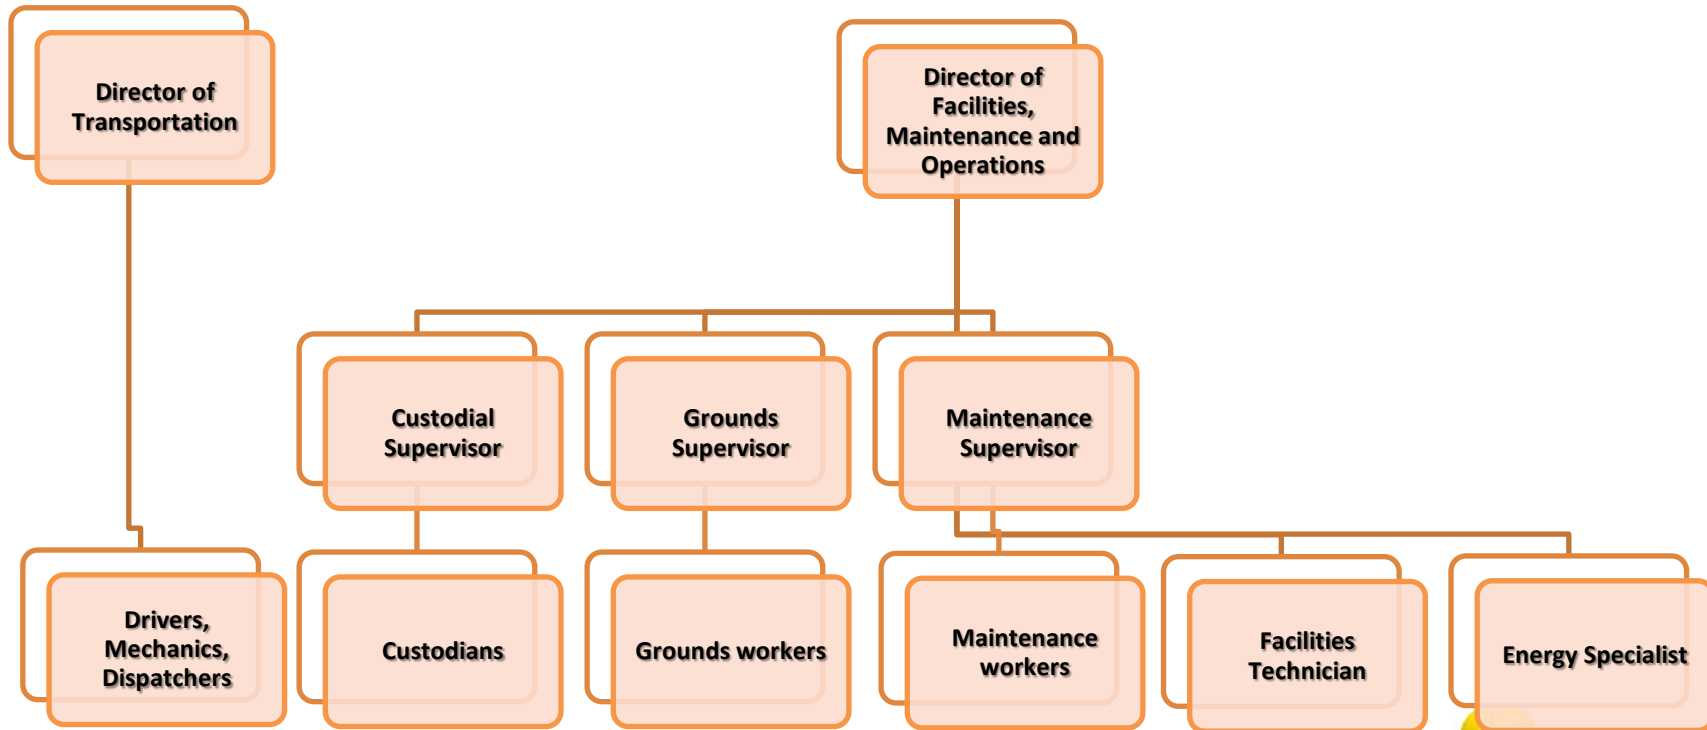 Director of
Transportation
Director of
Facilities,
Maintenance and
Operations
Custodial
Supervisor
Grounds
Supervisor
Maintenance
Supervisor
Drivers,
Mechanics,
Dispatchers
Custodians
Grounds workers
Maintenance
workers
Facilities
Technician
Energy Specialist